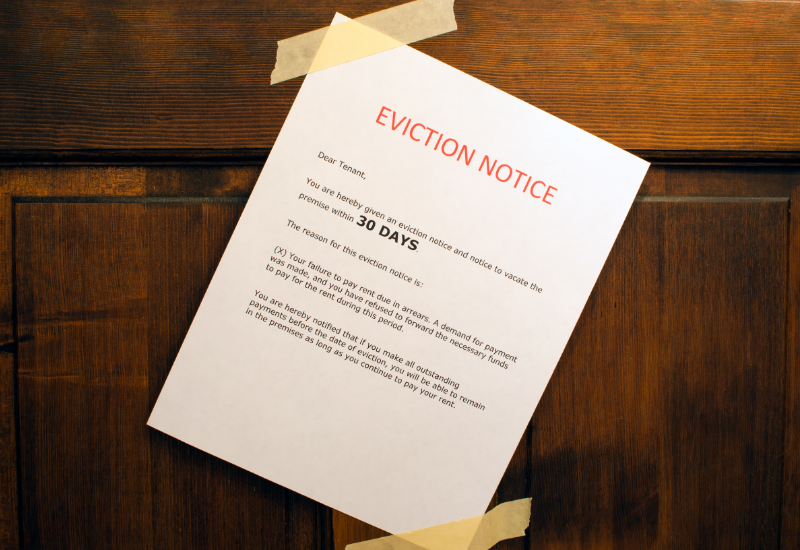 EVICTION NOTICE
Dear Tenant,
You are hereby given an eviction notice and notice to vacate the
premise within 30 DAYS
The reason for this eviction notice is:
(X) Your failure to pay rent due in arrears. A demand for payment
was made, and you have refused to forward the necessary funds
to pay for the rent during this period.
You are hereby notified that if you make all outstanding
payments before the date of eviction, you will be able to remain
in the premises as long as you continue to pay your rent.